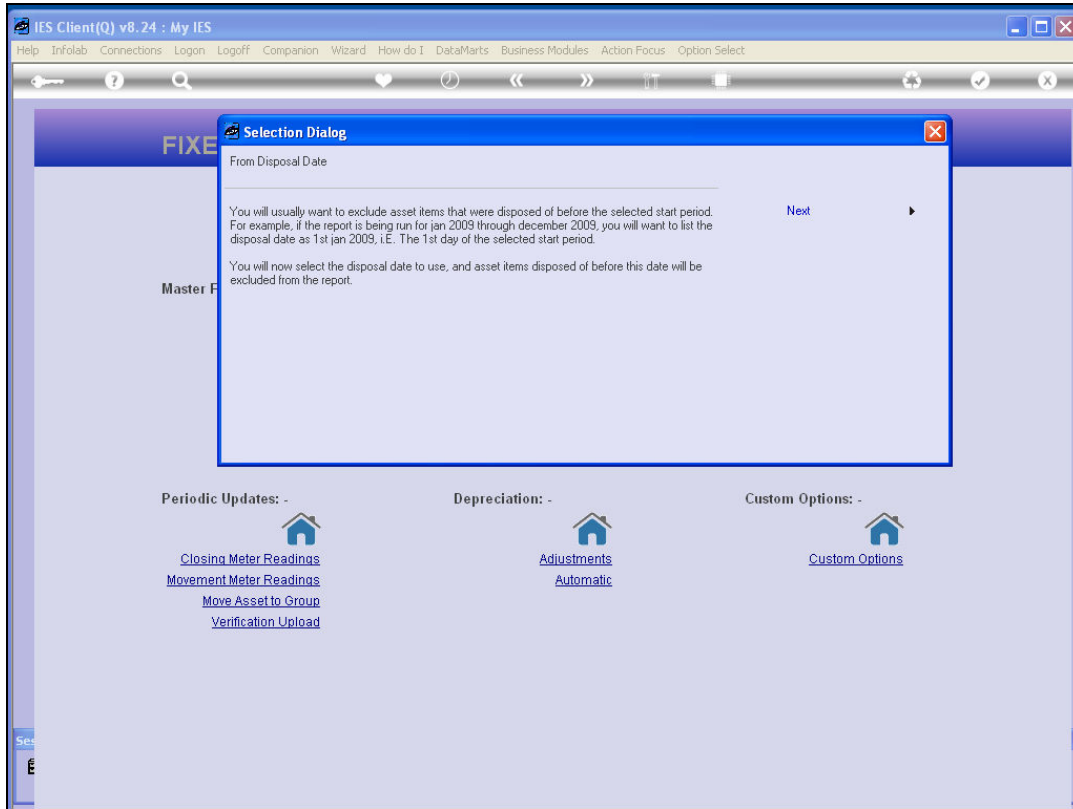 IES Client(Q) v8.24 : My IES
Help Infolab Connections Logon Logoff Companion Wizard How do I DataMarts Business Modules Action Focus Option Select
FIXE
Selection Dialog
From Disposal Date
You will usually want to exclude asset items that were disposed of before the selected start period.
For example, if the report is being run for jan 2009 through december 2009, you will want to list the
disposal date as 1st jan 2009, i.E. The 1st day of the selected start period.
Next
You will now select the disposal date to use, and asset items disposed of before this date will be
excluded from the report.
Master F
Periodic Updates: -
Closing Meter Readings
Movement Meter Readings
Move Asset to Group
Verification Upload
Depreciation: -
Adjustments
Automatic
Custom Options: -
Custom Options
Ses